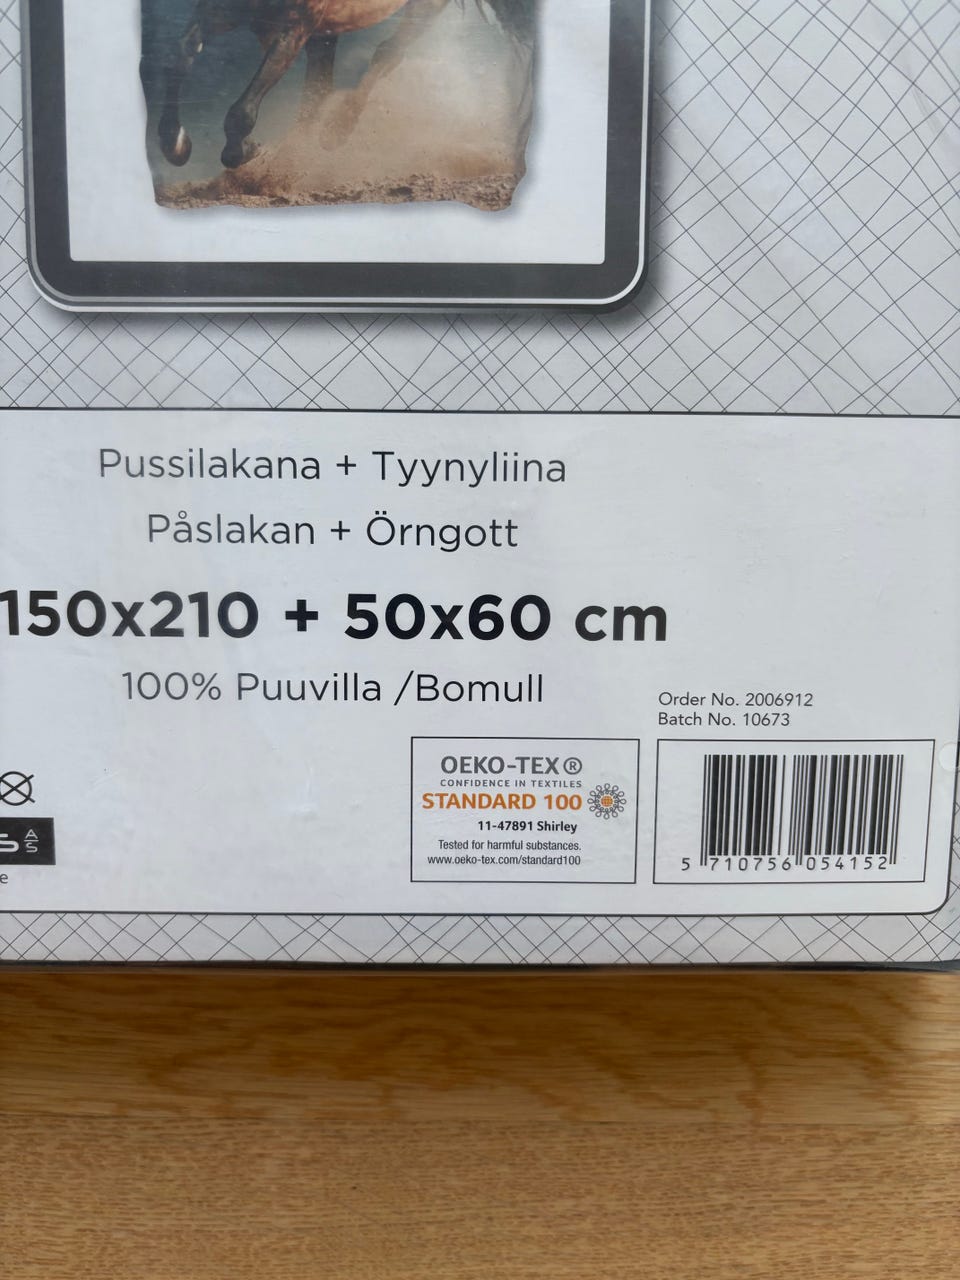 Pussilakana + Tyynyliina
Påslakan + Örngott
150x210 + 50x60 cm
100% Puuvilla /Bomull
Order No. 2006912
Batch No. 10673
OEKO-TEX®
CONFIDENCE IN TEXTILES
STANDARD 100
11-47891 Shirley
Tested for harmful substances.
www.oeko-tex.com/standard100
5 710756 054152
A/S